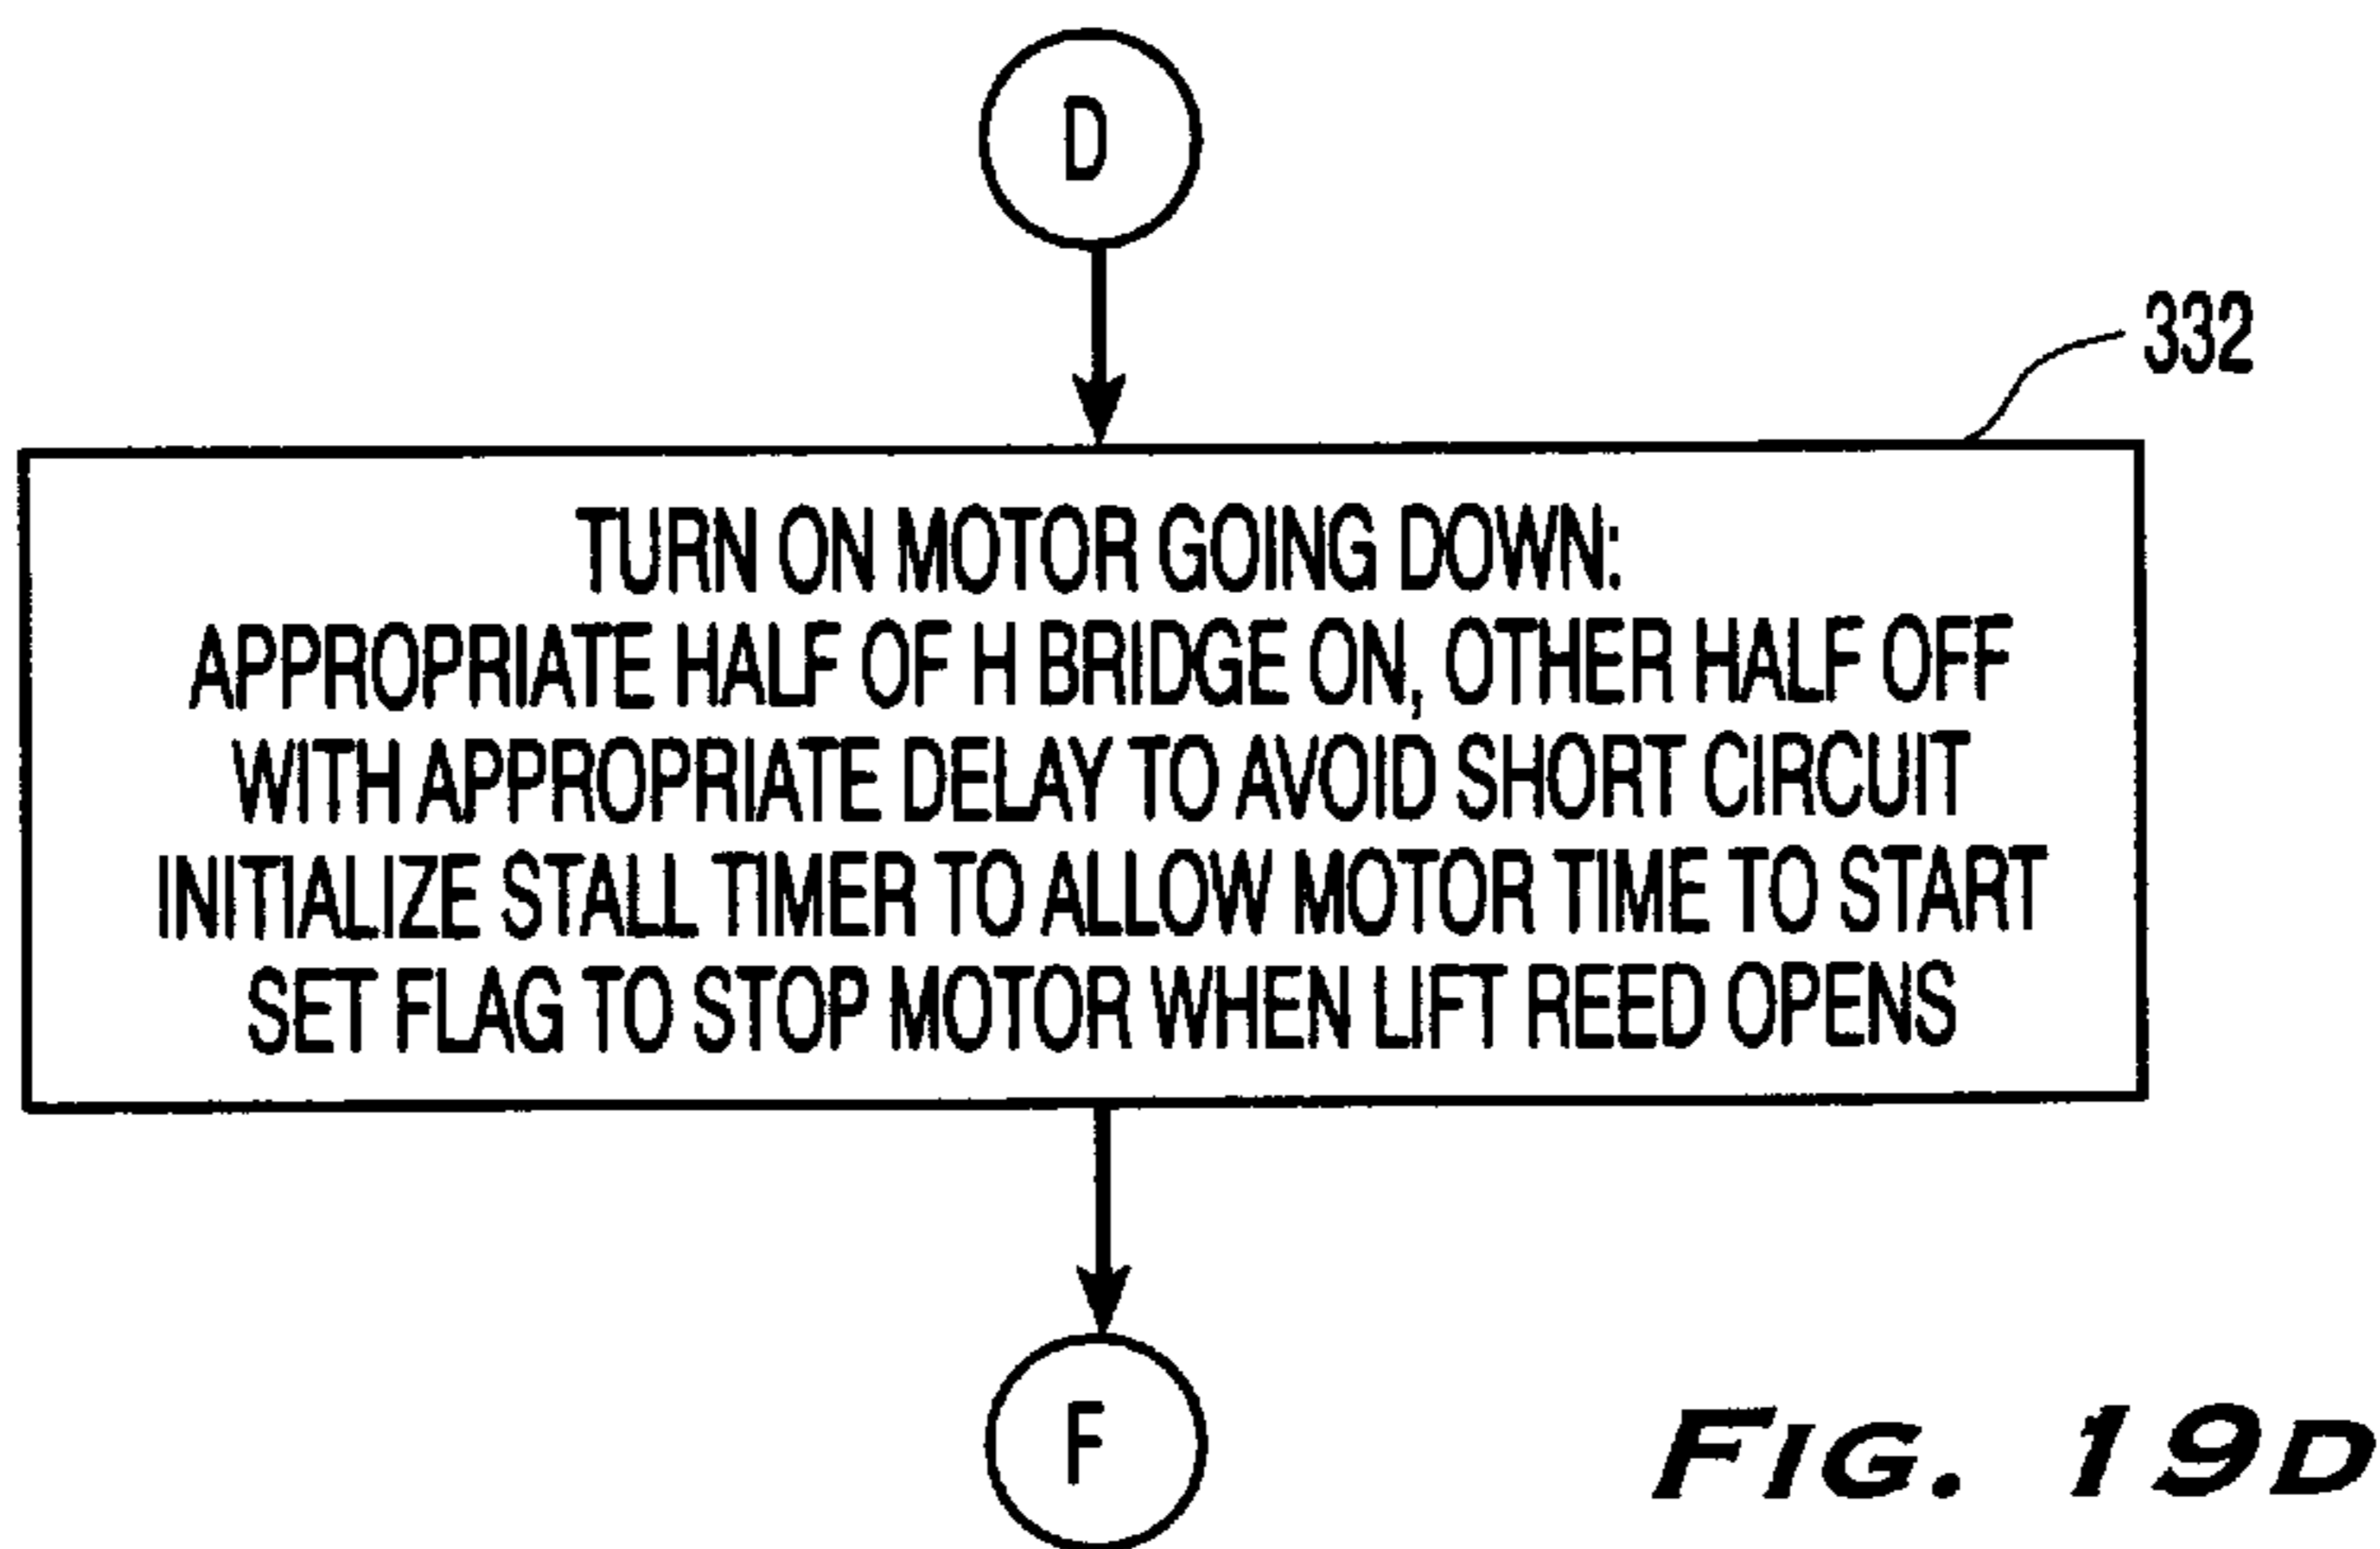 D
332
TURN ON MOTOR GOING DOWN:
APPROPRIATE HALF OF H BRIDGE ON, OTHER HALF OFF
WITH APPROPRIATE DELAY TO AVOID SHORT CIRCUIT
INITIALIZE STALL TIMER TO ALLOW MOTOR TIME TO START
SET FLAG TO STOP MOTOR WHEN LIFT REED OPENS
F
FIG. 19D